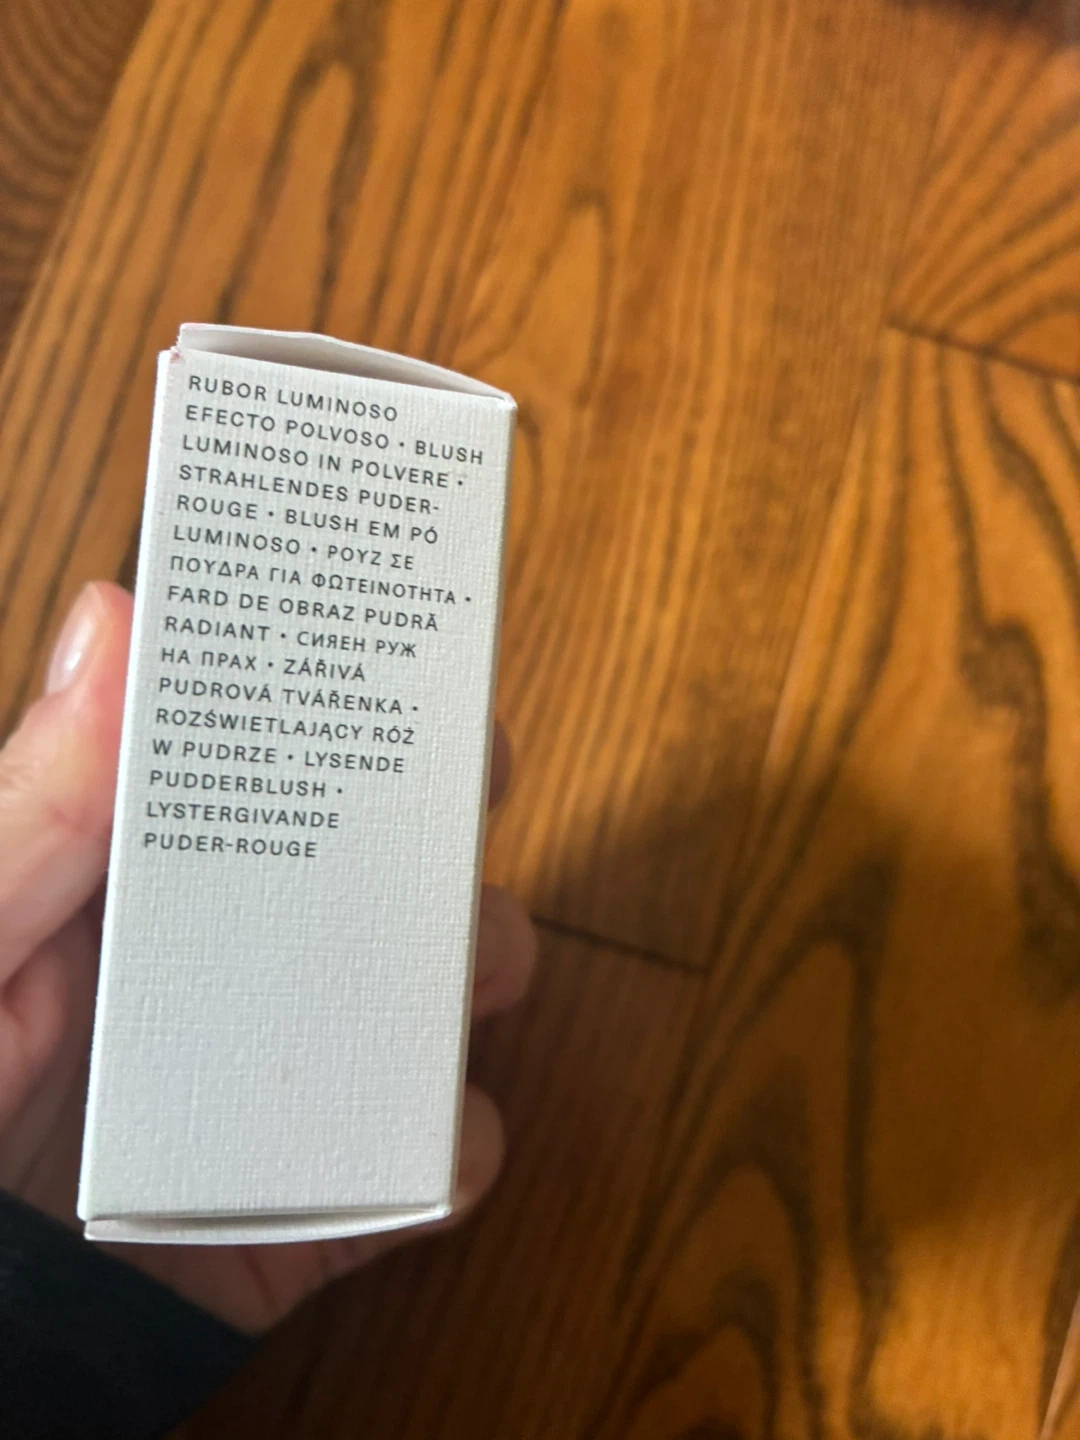 RUBOR LUMINOSO
EFECTO POLVOSO • BLUSH
LUMINOSO IN POLVERE •
STRAHLENDES PUDER-
ROUGE • BLUSH EM PÓ
LUMINOSO • ΡΟΥΖ ΣΕ
ΠΟΥΔΡΑ ΓΙΑ ΦΩΤΕΙΝΟΤΗΤΑ •
FARD DE OBRAZ PUDRĂ
RADIANT • СИЯЕН РУЖ
НА ПРАХ • ZÁŘIVÁ
PUDROVÁ TVÁŘENKA •
ROZŚWIETLAJĄCY RÓŻ
W PUDRZE • LYSENDE
PUDDERBLUSH •
LYSTERGIVANDE
PUDER-ROUGE